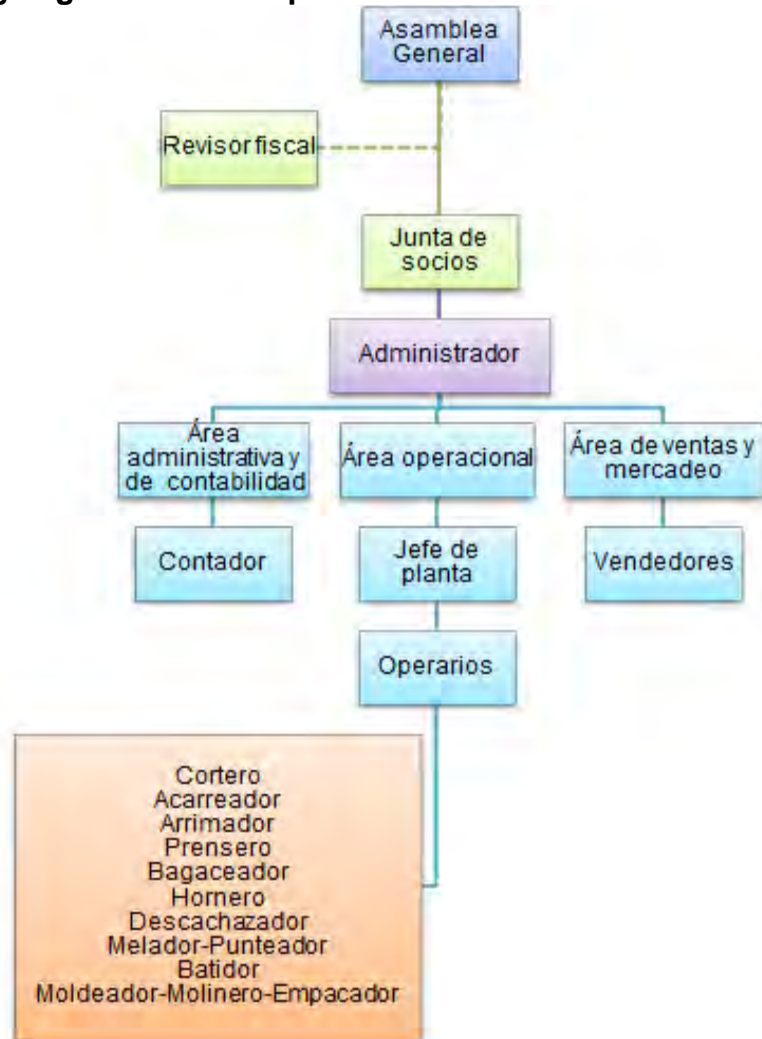 Asamblea
General
Revisor fiscal
Junta de
socios
Administrador
Área
administrativa y
de contabilidad
Área operacional
Área de ventas y
mercadeo
Contador
Jefe de
planta
Vendedores
Operarios
Cortero
Acarreador
Arrimador
Prensero
Bagaceador
Hornero
Descachazador
Melador-Punteador
Batidor
Moldeador-Molinero-Empacador